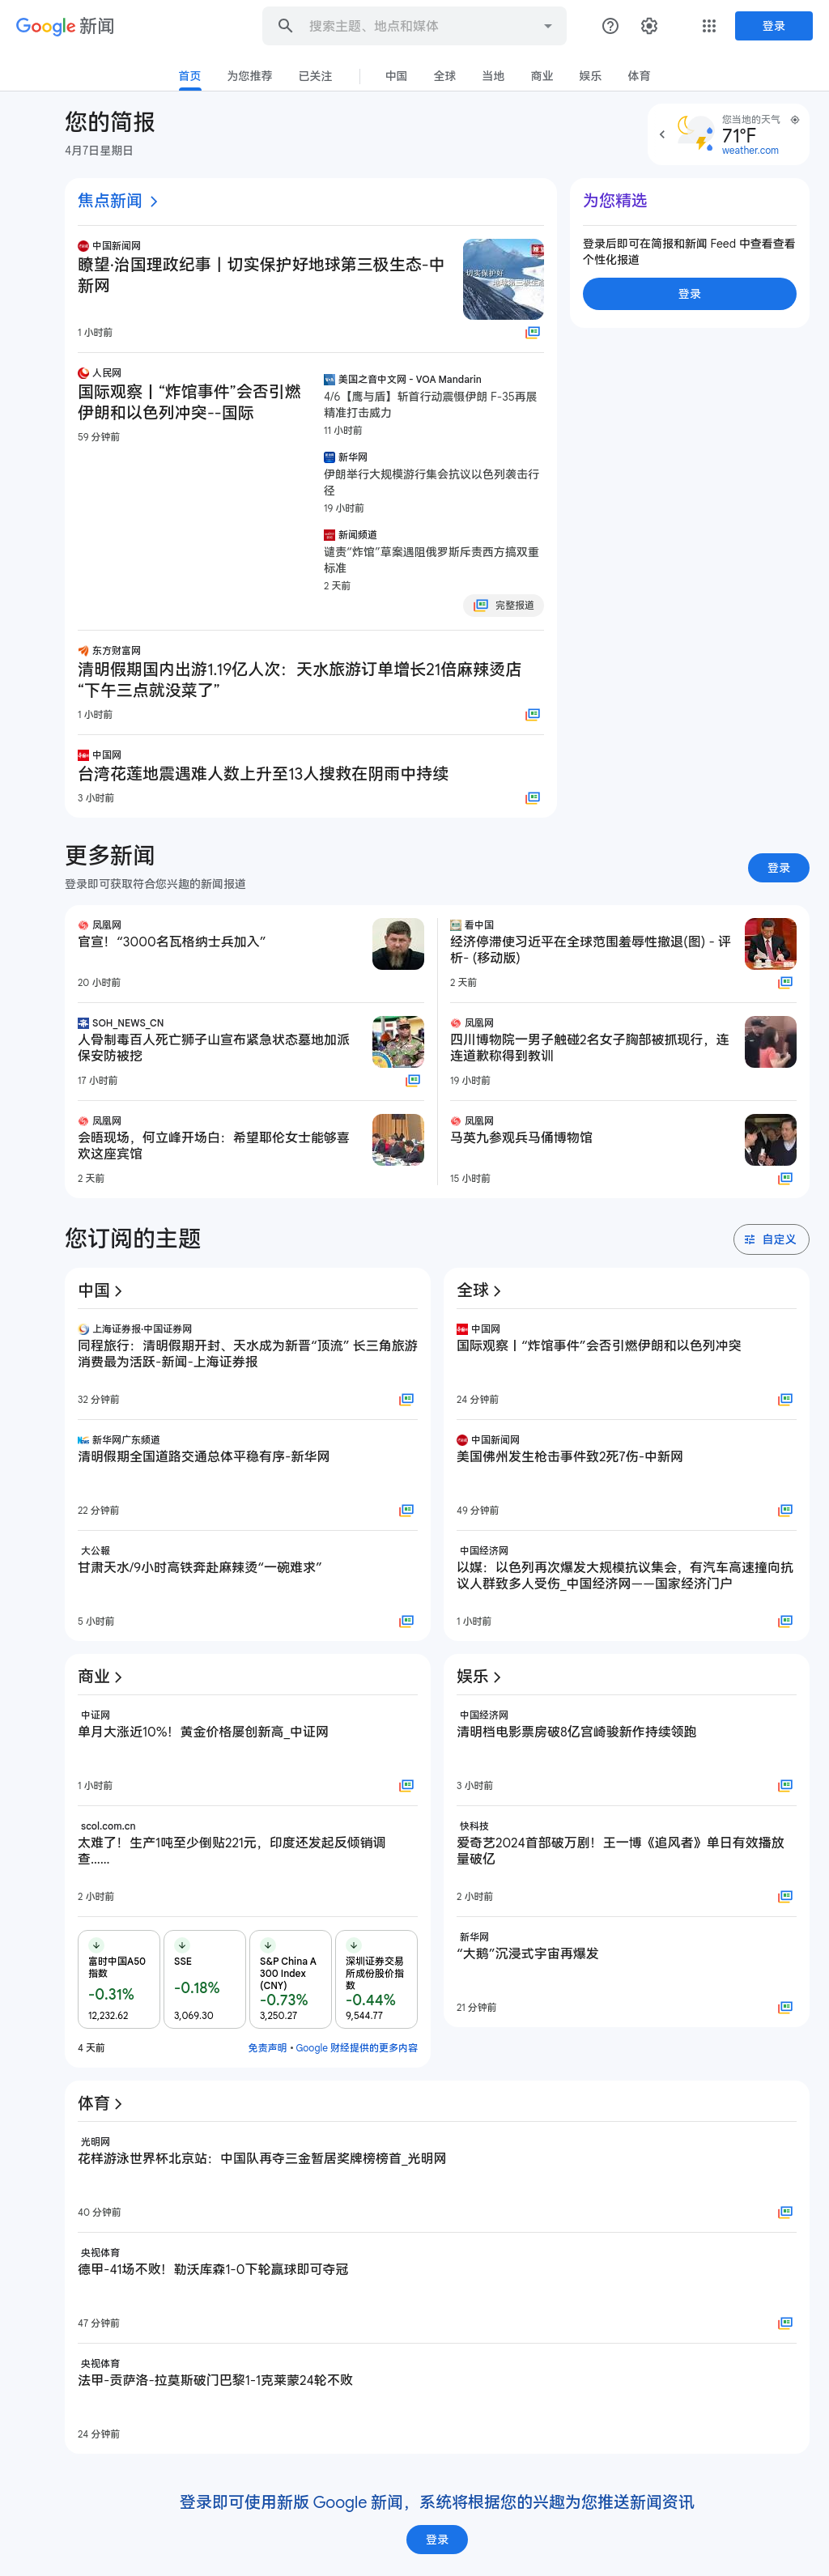 Google 新闻
搜索主题、地点和媒体
登录
首页
为您推荐
已关注
中国
全球
当地
商业
娱乐
体育
您的简报
4月7日星期日
您当地的天气
71°F
weather.com
焦点新闻
中国新闻网
瞭望·治国理政纪事丨切实保护好地球第三极生态-中
新网
切实保护好
1 小时前
人民网
国际观察丨“炸馆事件”会否引燃
伊朗和以色列冲突--国际
59 分钟前
美国之音中文网 - VOA Mandarin
4/6【鹰与盾】斩首行动震慑伊朗 F-35再展
精准打击威力
11 小时前
新华网
伊朗举行大规模游行集会抗议以色列袭击行
径
19 小时前
新闻频道
谴责“炸馆”草案遇阻俄罗斯斥责西方搞双重
标准
2 天前
完整报道
东方财富网
清明假期国内出游1.19亿人次：天水旅游订单增长21倍麻辣烫店
“下午三点就没菜了”
1 小时前
中国网
台湾花莲地震遇难人数上升至13人搜救在阴雨中持续
3 小时前
为您精选
登录后即可在简报和新闻 Feed 中查看查看
个性化报道
登录
更多新闻
登录即可获取符合您兴趣的新闻报道
登录
凤凰网
官宣！“3000名瓦格纳士兵加入”
20 小时前
SOH_NEWS_CN
人骨制毒百人死亡狮子山宣布紧急状态墓地加派
保安防被挖
17 小时前
凤凰网
会晤现场，何立峰开场白：希望耶伦女士能够喜
欢这座宾馆
2 天前
看中国
经济停滞使习近平在全球范围羞辱性撤退(图) - 评
析- (移动版)
2 天前
凤凰网
四川博物院一男子触碰2名女子胸部被抓现行，连
连道歉称得到教训
19 小时前
凤凰网
马英九参观兵马俑博物馆
15 小时前
您订阅的主题
自定义
中国
上海证券报·中国证券网
同程旅行：清明假期开封、天水成为新晋“顶流” 长三角旅游
消费最为活跃-新闻-上海证券报
32 分钟前
新华网广东频道
清明假期全国道路交通总体平稳有序-新华网
22 分钟前
大公報
甘肃天水/9小时高铁奔赴麻辣烫“一碗难求”
5 小时前
全球
中国网
国际观察丨“炸馆事件”会否引燃伊朗和以色列冲突
24 分钟前
中国新闻网
美国佛州发生枪击事件致2死7伤-中新网
49 分钟前
中国经济网
以媒：以色列再次爆发大规模抗议集会，有汽车高速撞向抗
议人群致多人受伤_中国经济网——国家经济门户
1 小时前
商业
中证网
单月大涨近10%！黄金价格屡创新高_中证网
1 小时前
scol.com.cn
太难了！生产1吨至少倒贴221元，印度还发起反倾销调
查......
2 小时前
富时中国A50
指数
-0.31%
12,232.62
SSE
-0.18%
3,069.30
S&P China A
300 Index
(CNY)
-0.73%
3,250.27
深圳证券交易
所成份股价指
数
-0.44%
9,544.77
4 天前
免责声明 • Google 财经提供的更多内容
娱乐
中国经济网
清明档电影票房破8亿宫崎骏新作持续领跑
3 小时前
快科技
爱奇艺2024首部破万剧！王一博《追风者》单日有效播放
量破亿
2 小时前
新华网
“大鹅”沉浸式宇宙再爆发
21 分钟前
体育
光明网
花样游泳世界杯北京站：中国队再夺三金暂居奖牌榜榜首_光明网
40 分钟前
央视体育
德甲-41场不败！勒沃库森1-0下轮赢球即可夺冠
47 分钟前
央视体育
法甲-贡萨洛-拉莫斯破门巴黎1-1克莱蒙24轮不败
24 分钟前
登录即可使用新版 Google 新闻，系统将根据您的兴趣为您推送新闻资讯
登录